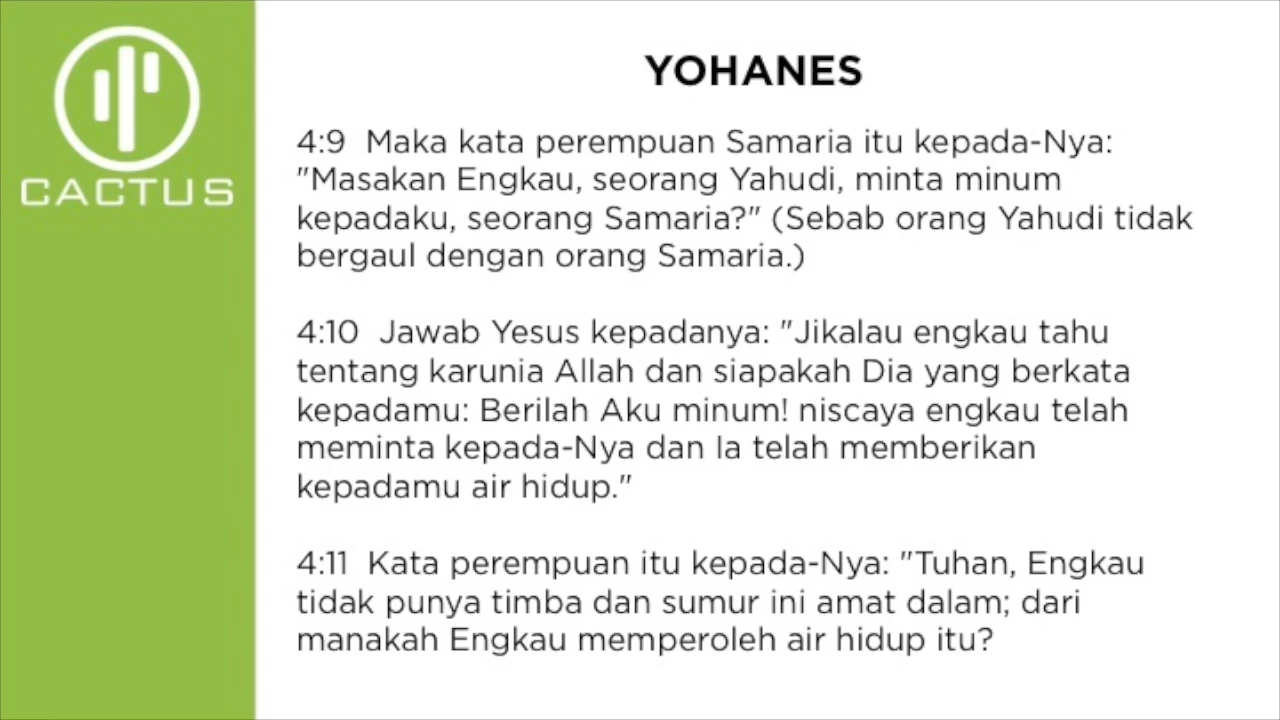 CACTUS
YOHANES
4:9 Maka kata perempuan Samaria itu kepada-Nya:
"Masakan Engkau, seorang Yahudi, minta minum
kepadaku, seorang Samaria?" (Sebab orang Yahudi tidak
bergaul dengan orang Samaria.)
4:10 Jawab Yesus kepadanya: "Jikalau engkau tahu
tentang karunia Allah dan siapakah Dia yang berkata
kepadamu: Berilah Aku minum! niscaya engkau telah
meminta kepada-Nya dan Ia telah memberikan
kepadamu air hidup."
4:11 Kata perempuan itu kepada-Nya: "Tuhan, Engkau
tidak punya timba dan sumur ini amat dalam; dari
manakah Engkau memperoleh air hidup itu?